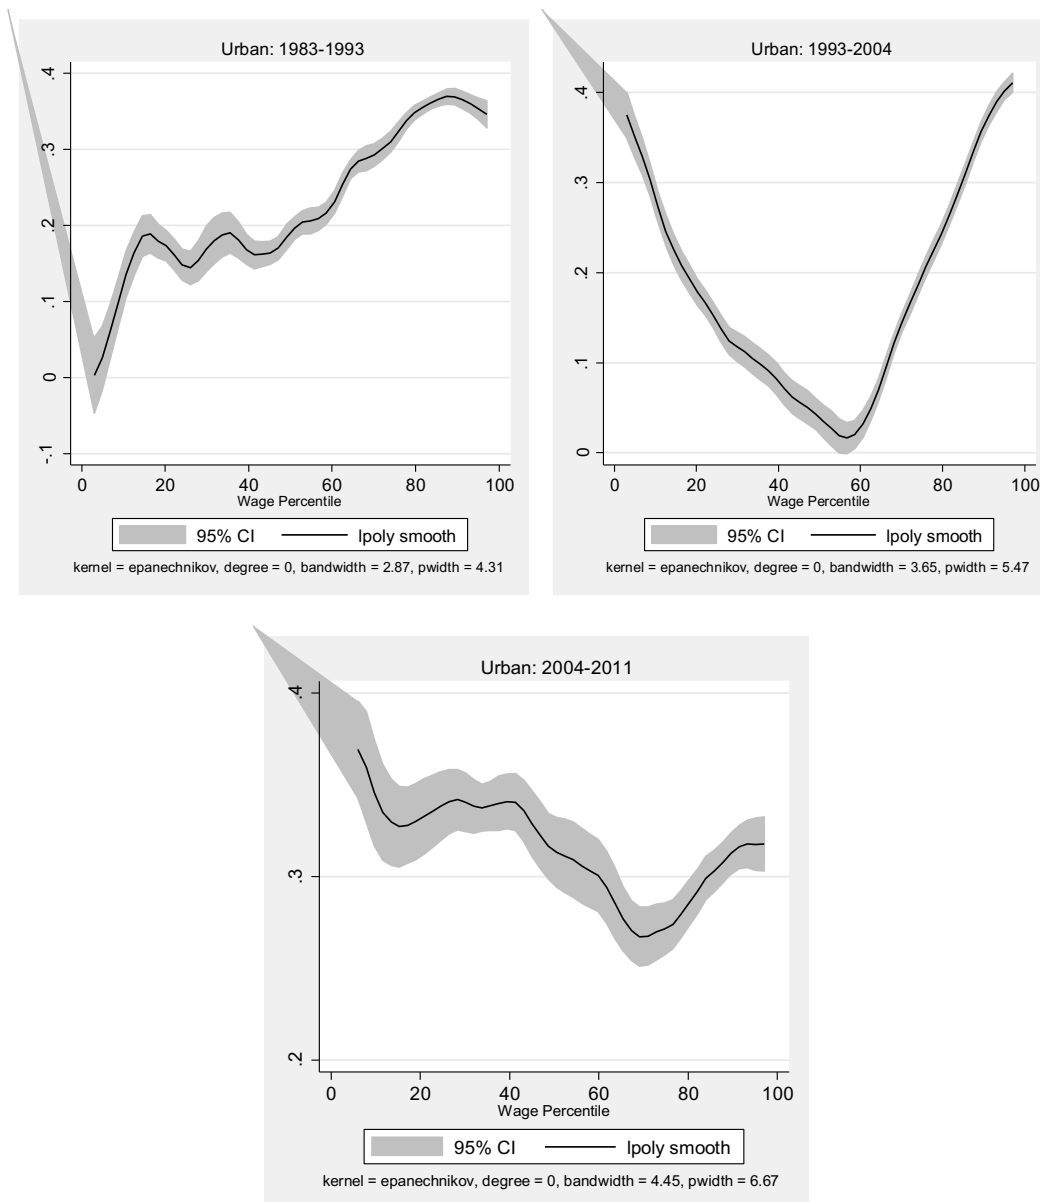 Urban: 1983-1993
.4
.3
.2
.1
0
-.1
0 20 40 60 80 100
Wage Percentile
95% CI lpoly smooth
kernel = epanechnikov, degree = 0, bandwidth = 2.87, pwidth = 4.31
Urban: 1993-2004
.4
.3
.2
.1
0
0 20 40 60 80 100
Wage Percentile
95% CI lpoly smooth
kernel = epanechnikov, degree = 0, bandwidth = 3.65, pwidth = 5.47
Urban: 2004-2011
.4
.3
.2
0 20 40 60 80 100
Wage Percentile
95% CI lpoly smooth
kernel = epanechnikov, degree = 0, bandwidth = 4.45, pwidth = 6.67